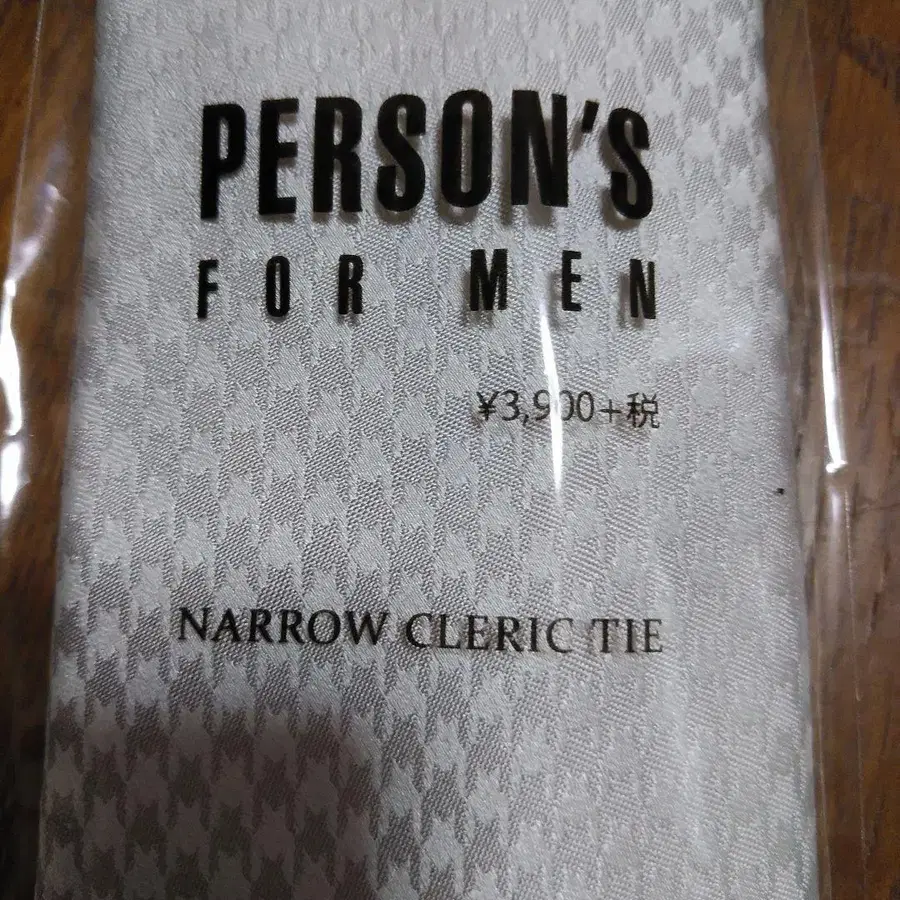 PERSON'S
FOR MEN
¥3,900+税
NARROW CLERIC TIE